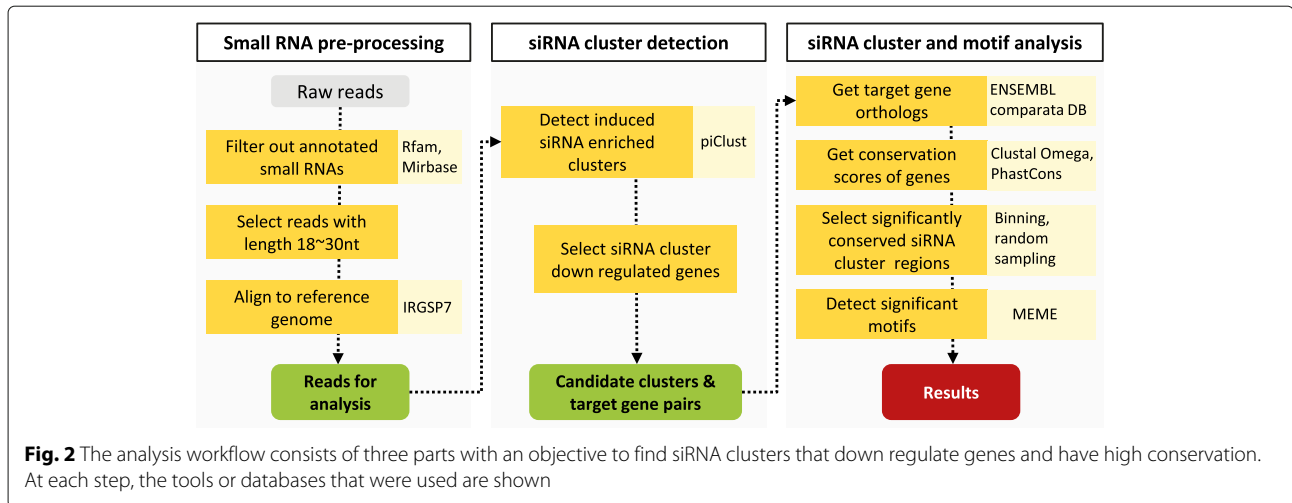 Small RNA pre-processing
Raw reads
Filter out annotated
small RNAs
Rfam,
Mirbase
Select reads with
length 18~30nt
Align to reference
genome
IRGSP7
Reads for
analysis
siRNA cluster detection
Detect induced
siRNA enriched
clusters
piClust
Select siRNA cluster
down regulated genes
Candidate clusters &
target gene pairs
siRNA cluster and motif analysis
Get target gene
orthologs
ENSEMBL
comparata DB
Get conservation
scores of genes
Clustal Omega,
PhastCons
Select significantly
conserved siRNA
cluster regions
Binning,
random
sampling
Detect significant
motifs
MEME
Results
Fig. 2 The analysis workflow consists of three parts with an objective to find siRNA clusters that down regulate genes and have high conservation.
At each step, the tools or databases that were used are shown